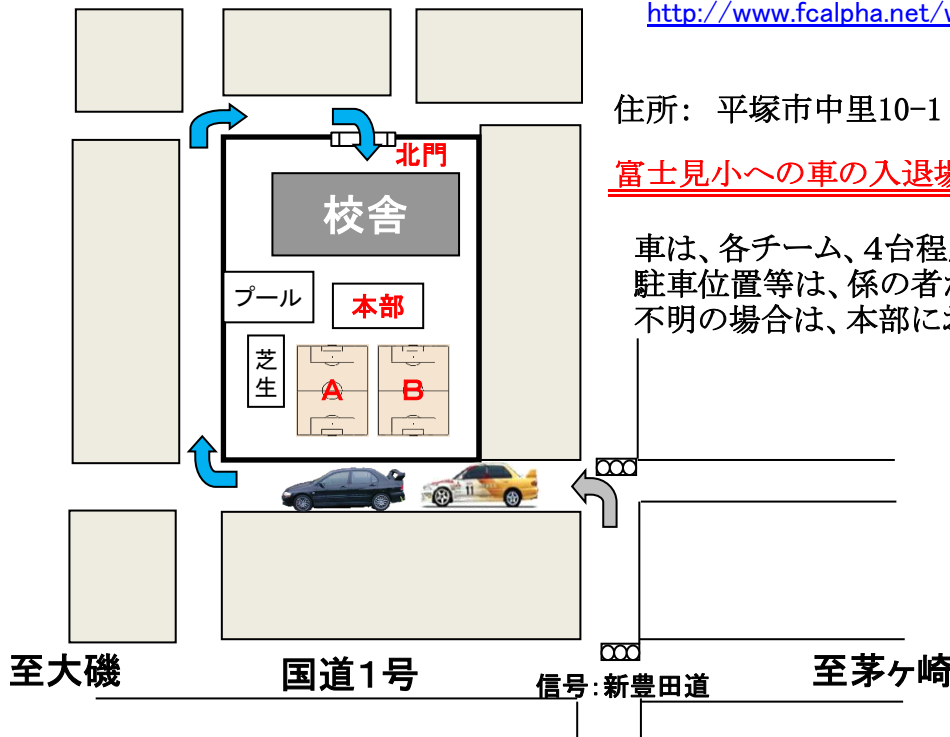 http://www.fcalpha.net/w
住所： 平塚市中里10-1
北門
富士見小への車の入退場
校舎
車は、各チーム、４台程
駐車位置等は、係の者が
不明の場合は、本部にお
プール
本部
芝生
A
B
11
至大磯
国道１号
信号：新豊田道
至茅ヶ崎